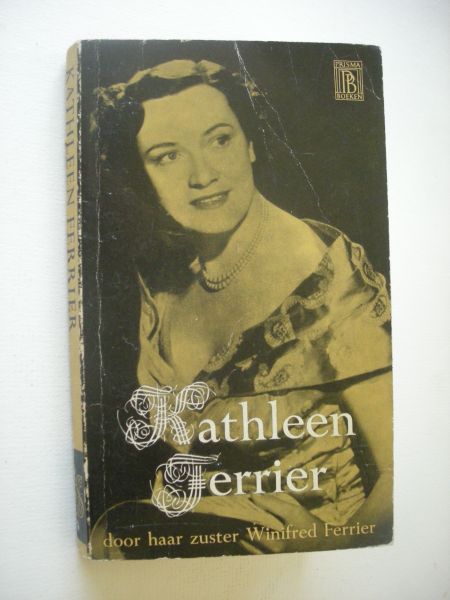 KATHLEEN FERRIER
PRISMA
PB
BOEKEN
Kathleen
Ferrier
door haar zuster Winifred Ferrier